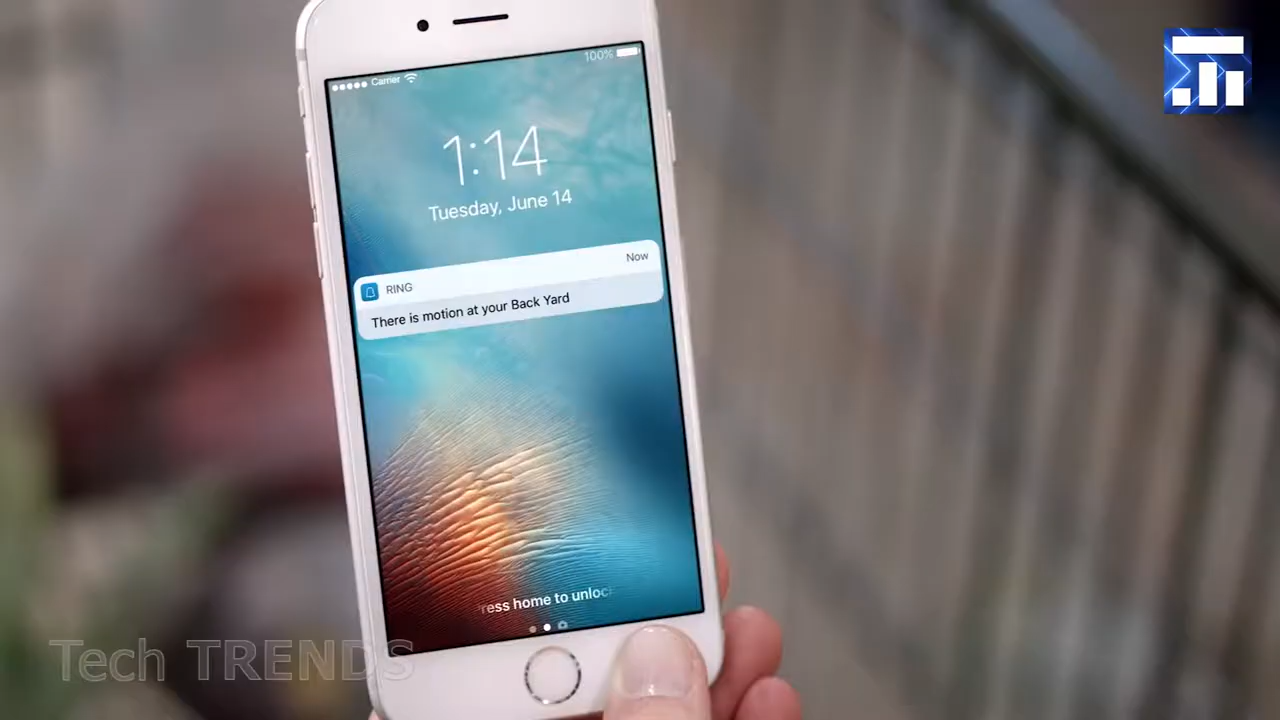 Carrier 100%
1:14
Tuesday, June 14
RING Now
There is motion at your Back Yard
ress home to unloc
Tech TRENDS